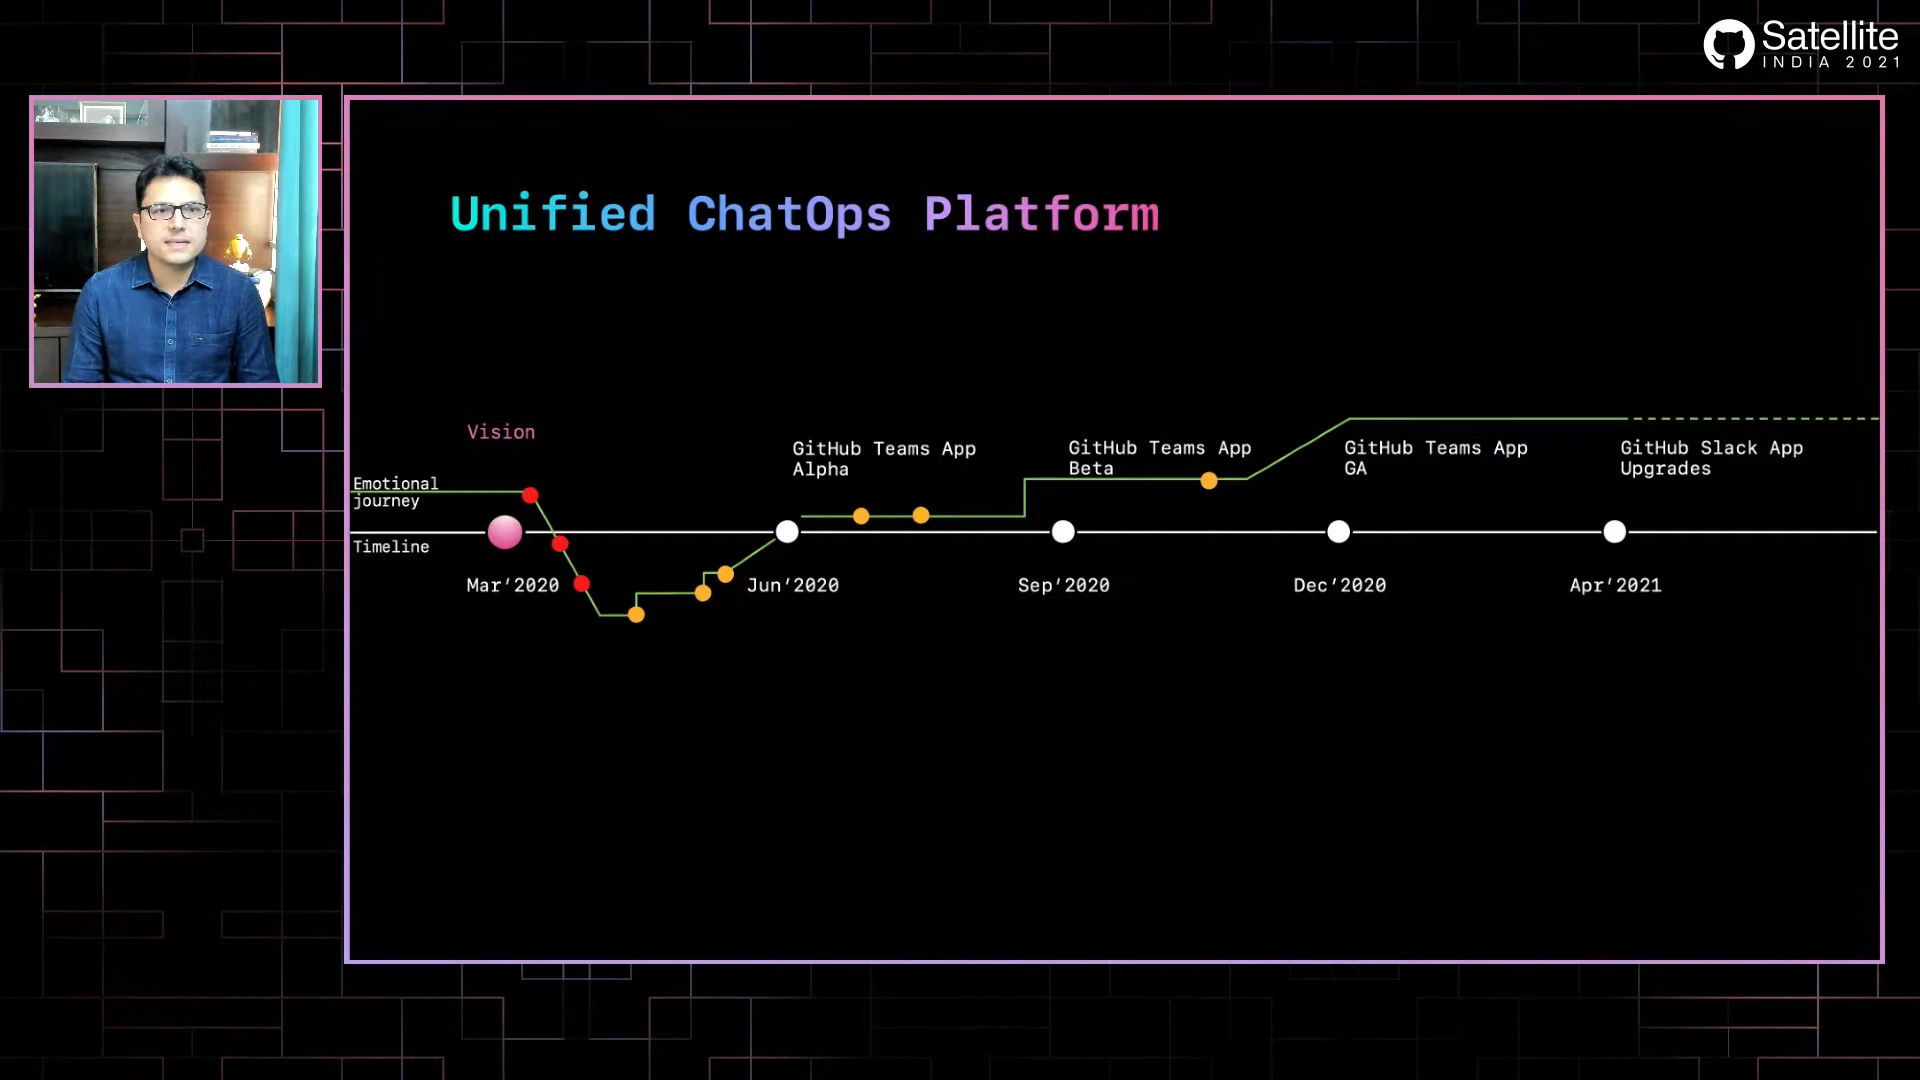 Satellite
INDIA 2021
Unified ChatOps Platform
Vision
GitHub Teams App
Alpha
GitHub Teams App
Beta
GitHub Teams App
GA
GitHub Slack App
Upgrades
Emotional
journey
Timeline
Mar'2020
Jun'2020
Sep'2020
Dec'2020
Apr'2021